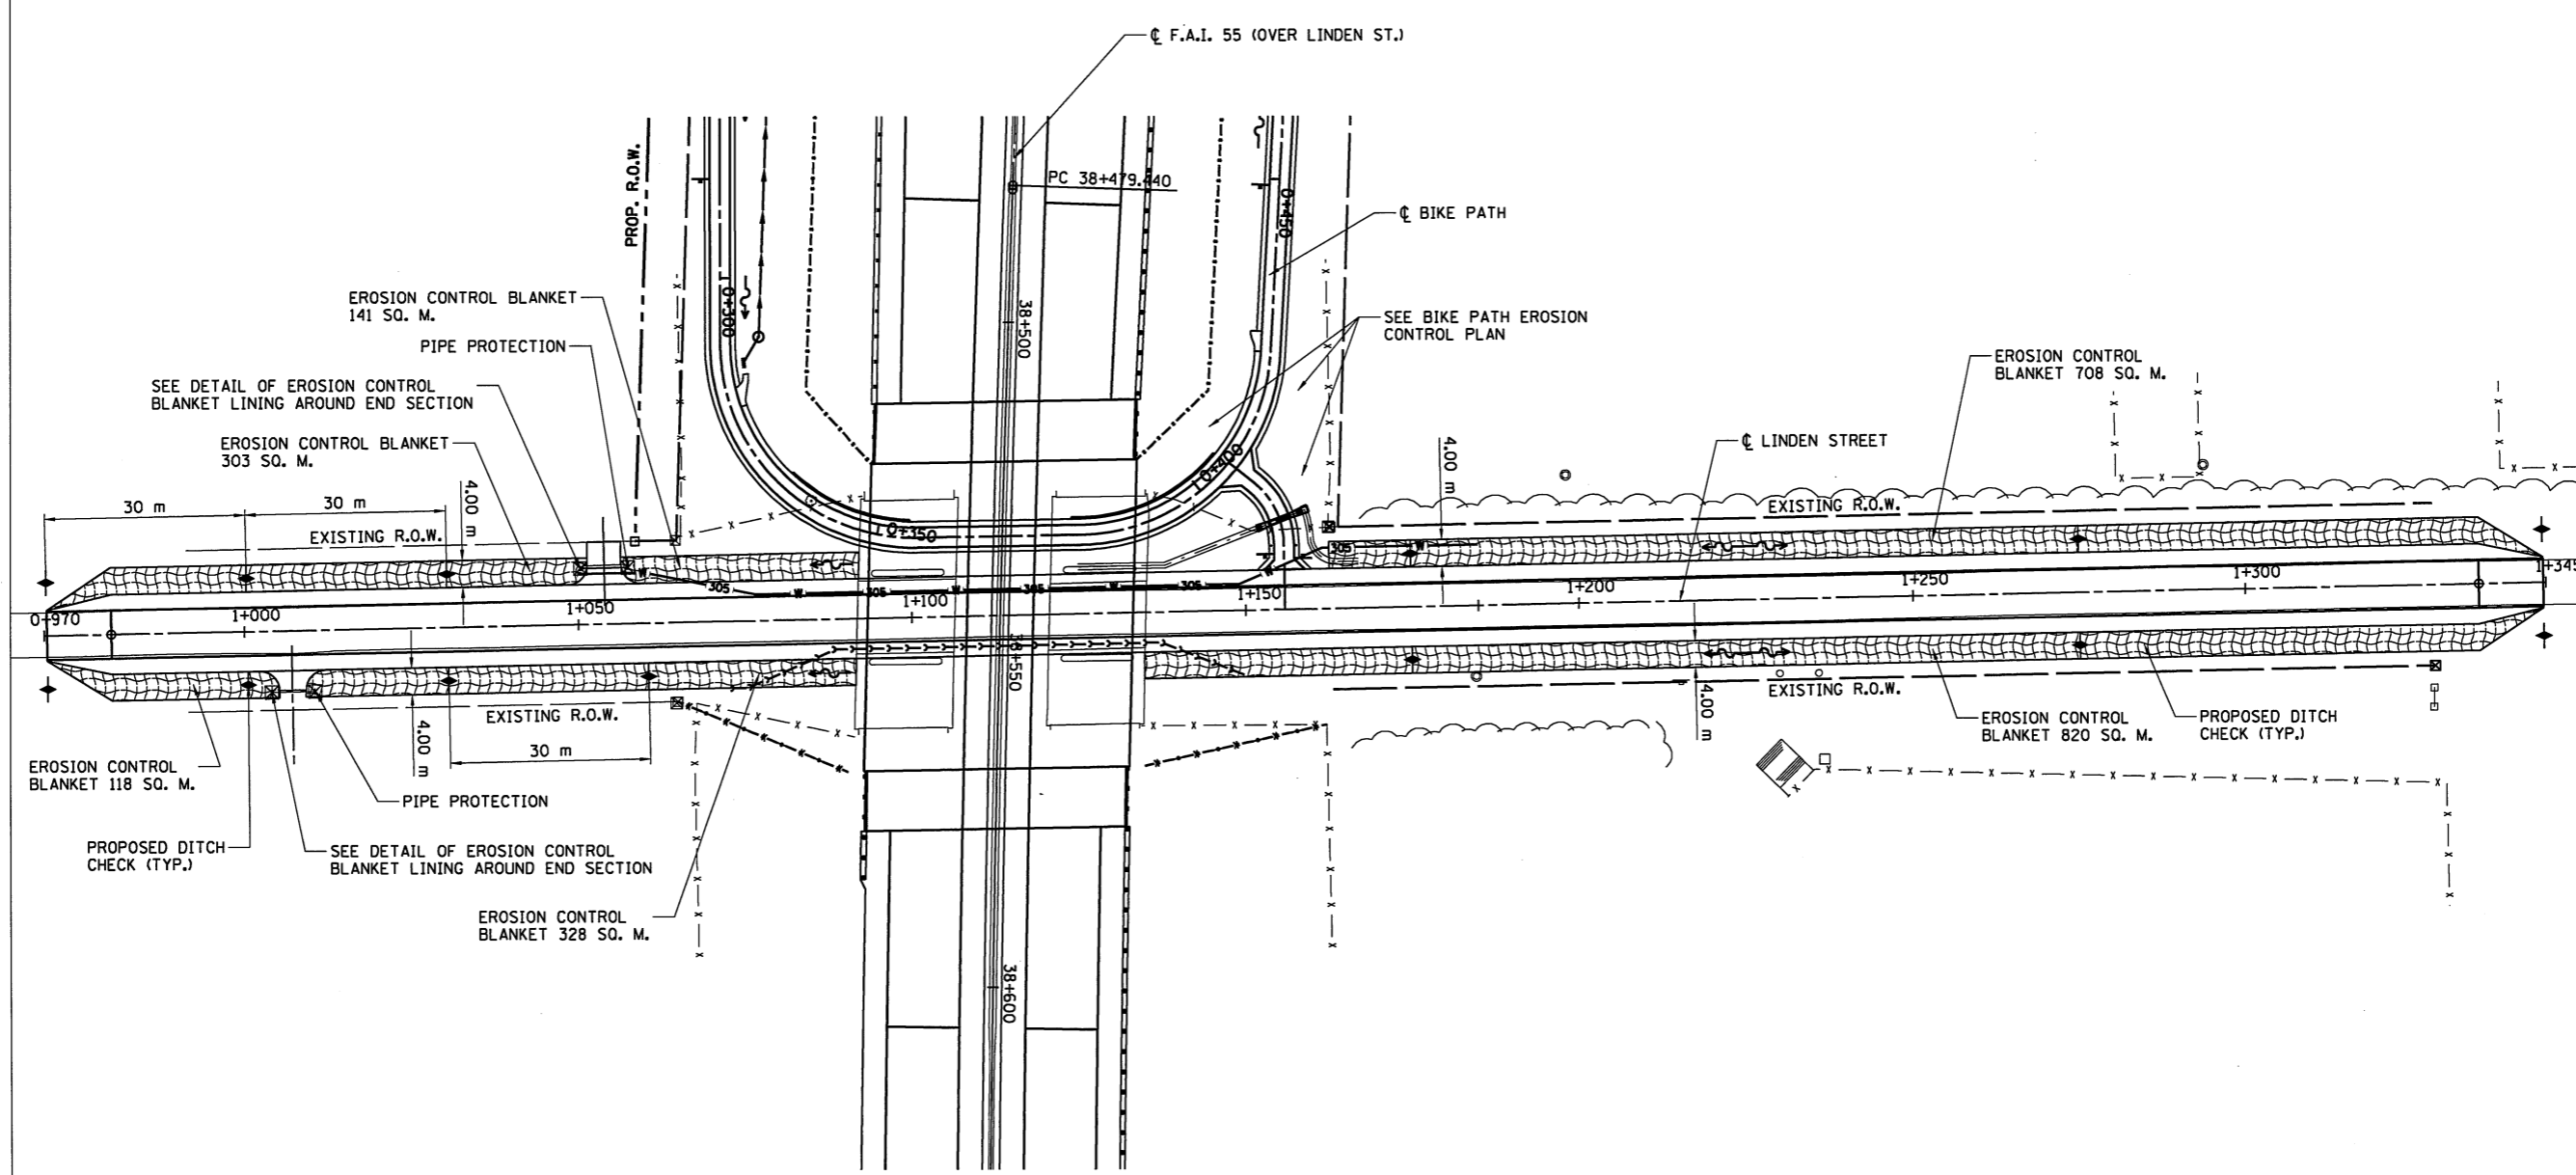 ℄ F.A.I. 55 (OVER LINDEN ST.)
PROP. R.O.W.
PC 38+479.440
0+450
℄ BIKE PATH
0+300
38+500
EROSION CONTROL BLANKET
141 SQ. M.
PIPE PROTECTION
SEE BIKE PATH EROSION
CONTROL PLAN
EROSION CONTROL
BLANKET 708 SQ. M.
SEE DETAIL OF EROSION CONTROL
BLANKET LINING AROUND END SECTION
EROSION CONTROL BLANKET
303 SQ. M.
℄ LINDEN STREET
4.00 m
0+400
30 m
30 m
4.00 m
EXISTING R.O.W.
EXISTING R.O.W.
0+350
305
W
W
305
W
305
W
305
W
305
W
305
0+970
1+000
1+050
1+100
1+150
1+200
1+250
1+300
1+345
38+550
EXISTING R.O.W.
4.00 m
30 m
EXISTING R.O.W.
4.00 m
EROSION CONTROL
BLANKET 118 SQ. M.
EROSION CONTROL
BLANKET 820 SQ. M.
PROPOSED DITCH
CHECK (TYP.)
PIPE PROTECTION
PROPOSED DITCH
CHECK (TYP.)
SEE DETAIL OF EROSION CONTROL
BLANKET LINING AROUND END SECTION
EROSION CONTROL
BLANKET 328 SQ. M.
38+600